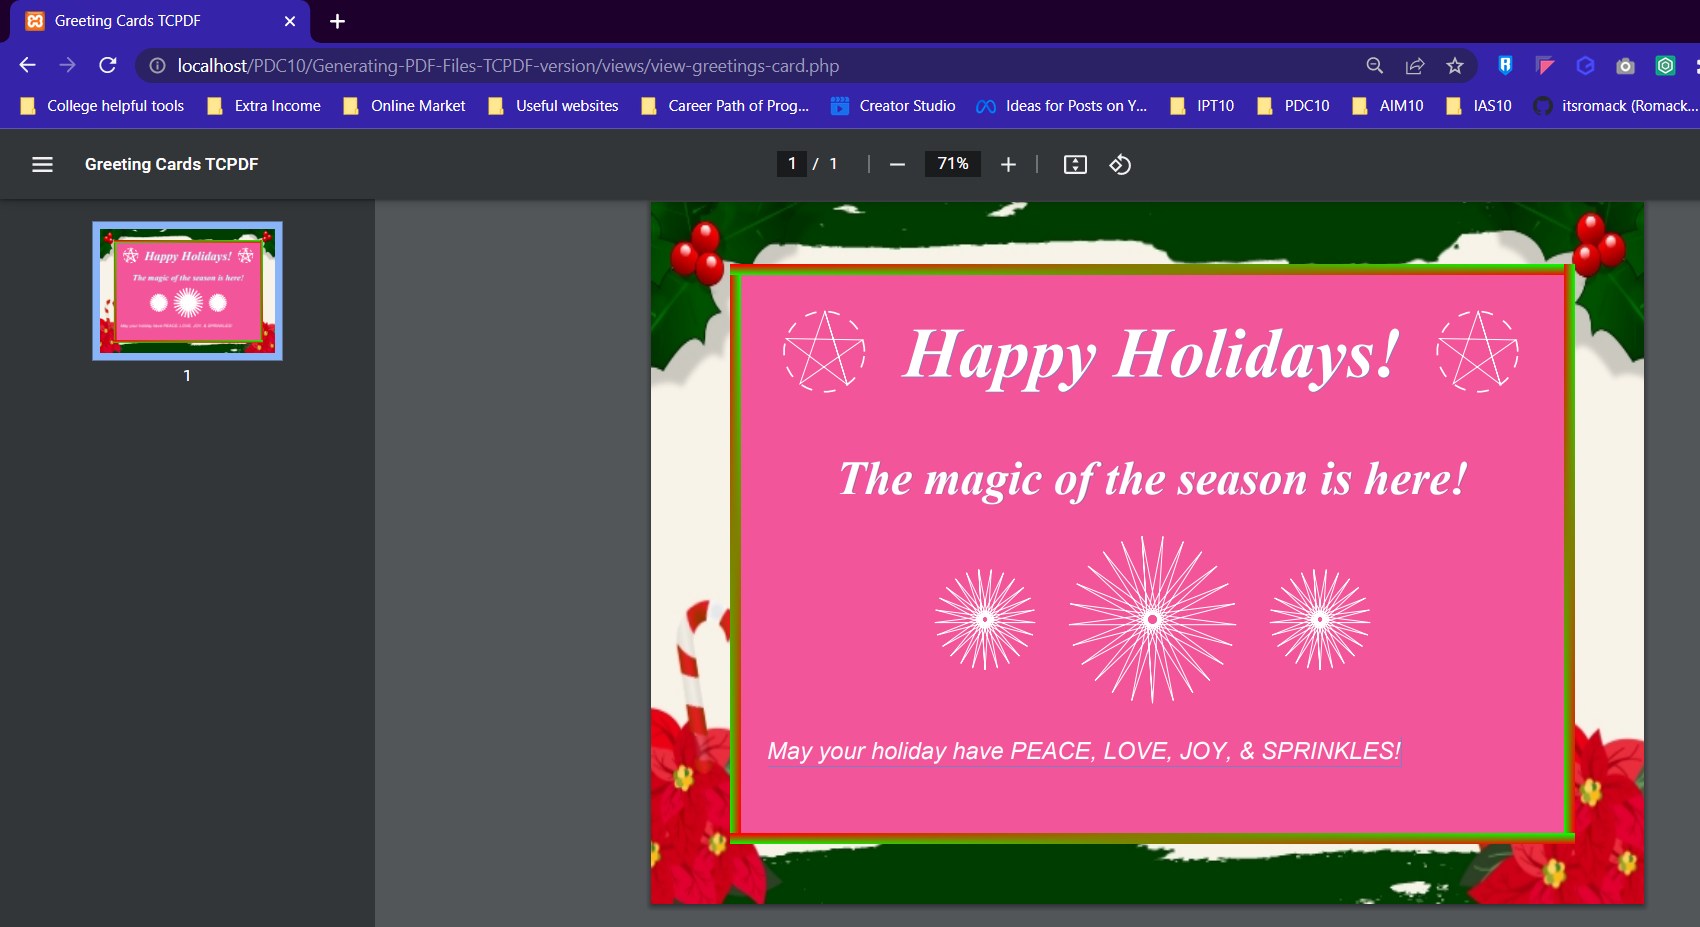 Greeting Cards TCPDF
localhost/PDC10/Generating-PDF-Files-TCPDF-version/views/view-greetings-card.php
College helpful tools Extra Income Online Market Useful websites Career Path of Prog... Creator Studio Ideas for Posts on Y... IPT10 PDC10 AIM10 IAS10 itsromack (Romack...
Greeting Cards TCPDF 1 / 1 71%
Happy Holidays!
The magic of the season is here!
May your holiday have PEACE, LOVE, JOY, & SPRINKLES!
1
Happy Holidays!
The magic of the season is here!
May your holiday have PEACE, LOVE, JOY, & SPRINKLES!